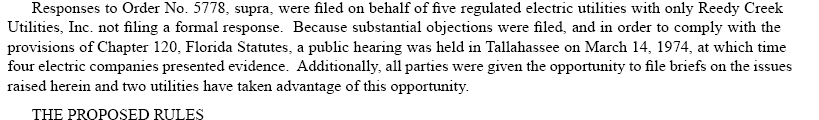 Responses to Order No. 5778, supra, were filed on behalf of five regulated electric utilities with only Reedy Creek
Utilities, Inc. not filing a formal response.  Because substantial objections were filed, and in order to comply with the
provisions of Chapter 120, Florida Statutes, a public hearing was held in Tallahassee on March 14, 1974, at which time
four electric companies presented evidence.  Additionally, all parties were given the opportunity to file briefs on the issues
raised herein and two utilities have taken advantage of this opportunity.
THE PROPOSED RULES